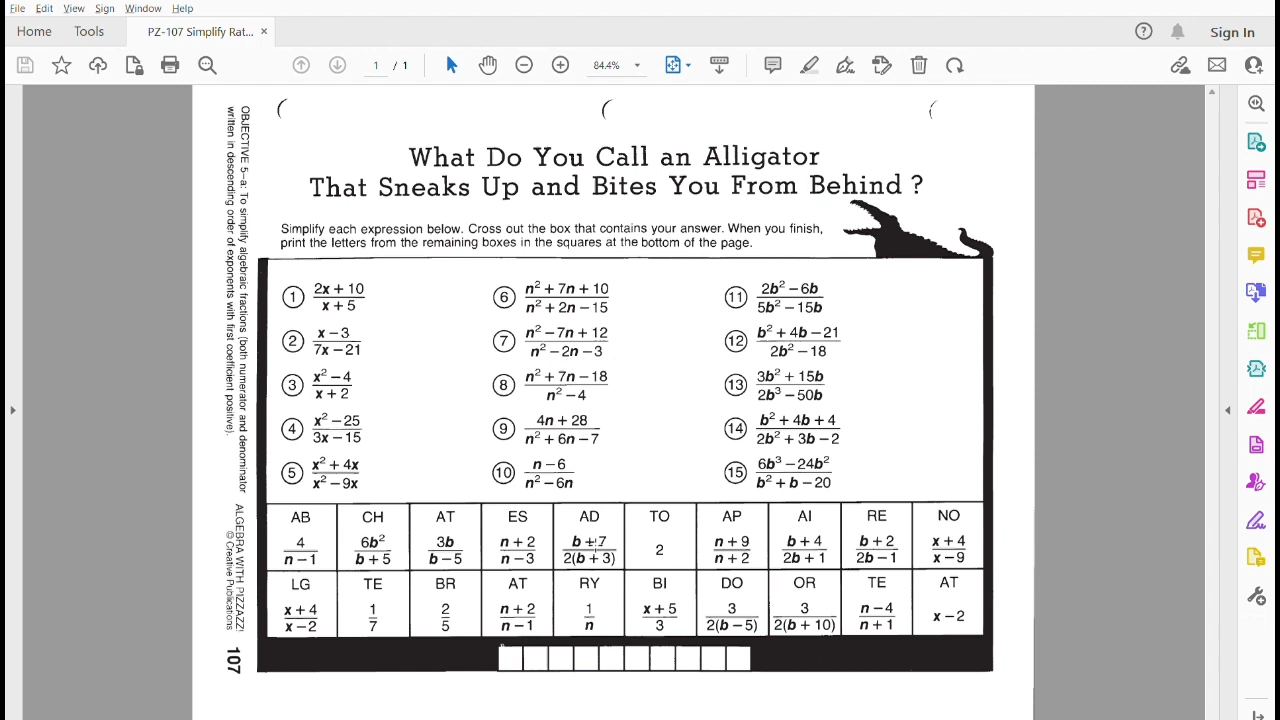 File Edit View Sign Window Help
Home Tools PZ-107 Simplify Rat... × Sign In
1 / 1 84.4%
What Do You Call an Alligator
That Sneaks Up and Bites You From Behind ?
Simplify each expression below. Cross out the box that contains your answer. When you finish,
print the letters from the remaining boxes in the squares at the bottom of the page.
OBJECTIVE 5–a: To simplify algebraic fractions (both numerator and denominator
written in descending order of exponents with first coefficient positive).
1 2x + 10 / x + 5
2 x – 3 / 7x – 21
3 x² – 4 / x + 2
4 x² – 25 / 3x – 15
5 x² + 4x / x² – 9x
6 n² + 7n + 10 / n² + 2n – 15
7 n² – 7n + 12 / n² – 2n – 3
8 n² + 7n – 18 / n² – 4
9 4n + 28 / n² + 6n – 7
10 n – 6 / n² – 6n
11 2b² – 6b / 5b² – 15b
12 b² + 4b – 21 / 2b² – 18
13 3b² + 15b / 2b³ – 50b
14 b² + 4b + 4 / 2b² + 3b – 2
15 6b³ – 24b² / b² + b – 20
AB CH AT ES AD TO AP AI RE NO
4 / n – 1 6b² / b + 5 3b / b – 5 n + 2 / n – 3 b + 7 / 2(b + 3) 2 n + 9 / n + 2 b + 4 / 2b + 1 b + 2 / 2b – 1 x + 4 / x – 9
LG TE BR AT RY BI DO OR TE AT
x + 4 / x – 2 1 / 7 2 / 5 n + 2 / n – 1 1 / n x + 5 / 3 3 / 2(b – 5) 3 / 2(b + 10) n – 4 / n + 1 x – 2
ALGEBRA WITH PIZZAZZ!
© Creative Publications
107